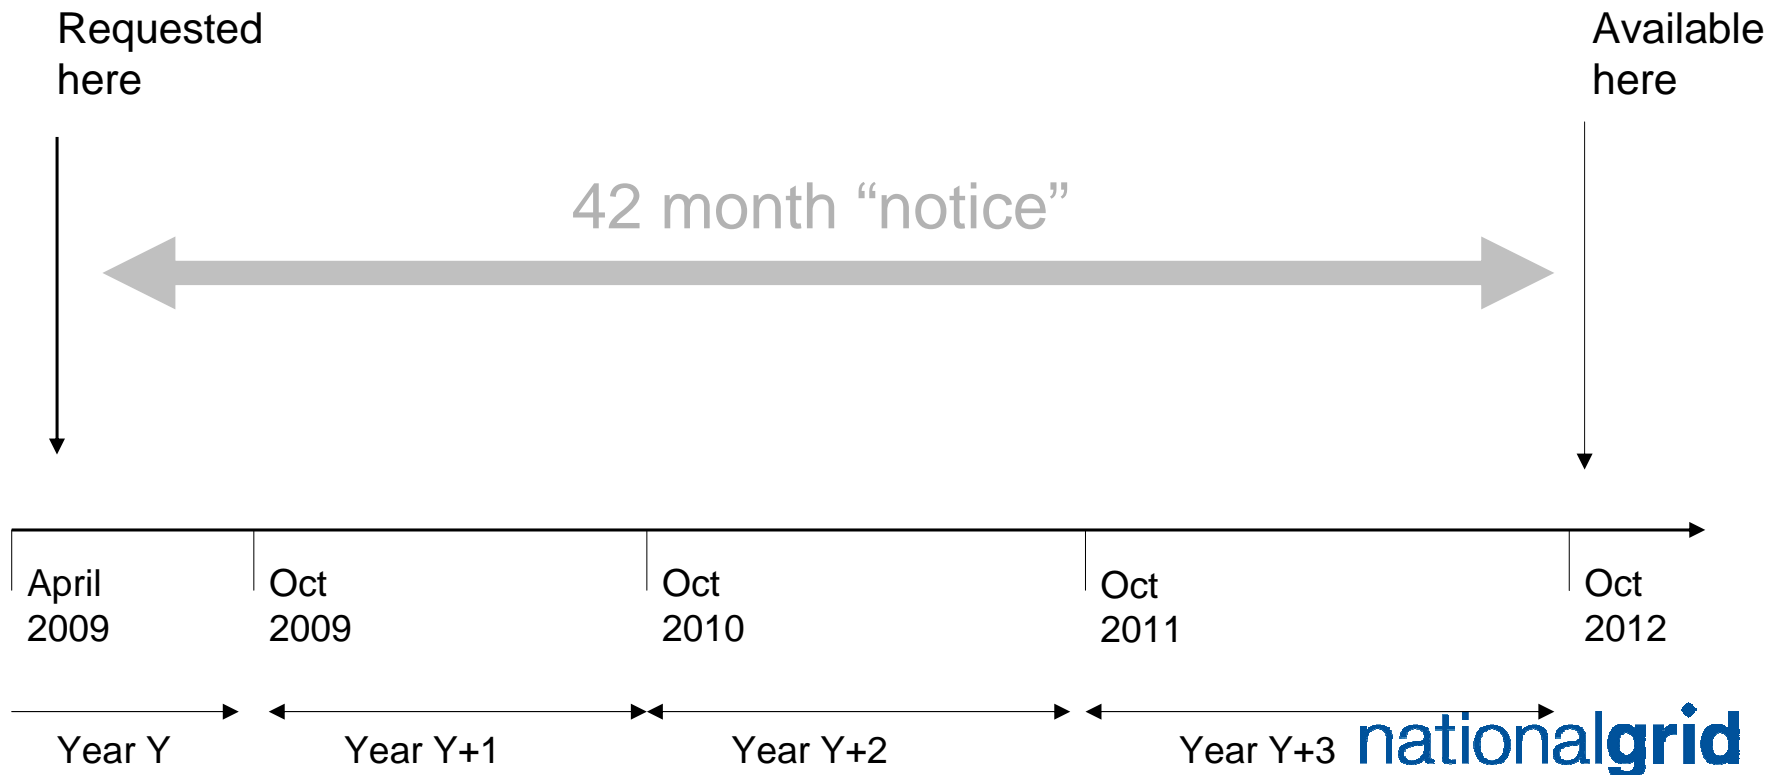 Requested
here
Available
here
42 month “notice”
April
2009
Oct
2009
Oct
2010
Oct
2011
Oct
2012
Year Y
Year Y+1
Year Y+2
Year Y+3
nationalgrid